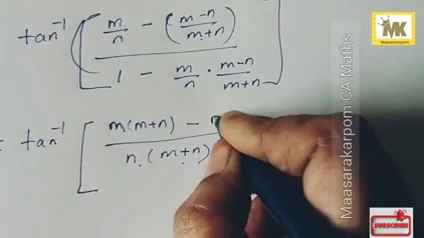 tan⁻¹ [ m/n - (m-n/m+n)
1 - m/n · m-n/m+n ]
= tan⁻¹ [ m(m+n) -
n (m+n)
MK
Maasarakarpom
Maasarakarpom CA Maths
SUBSCRIBE